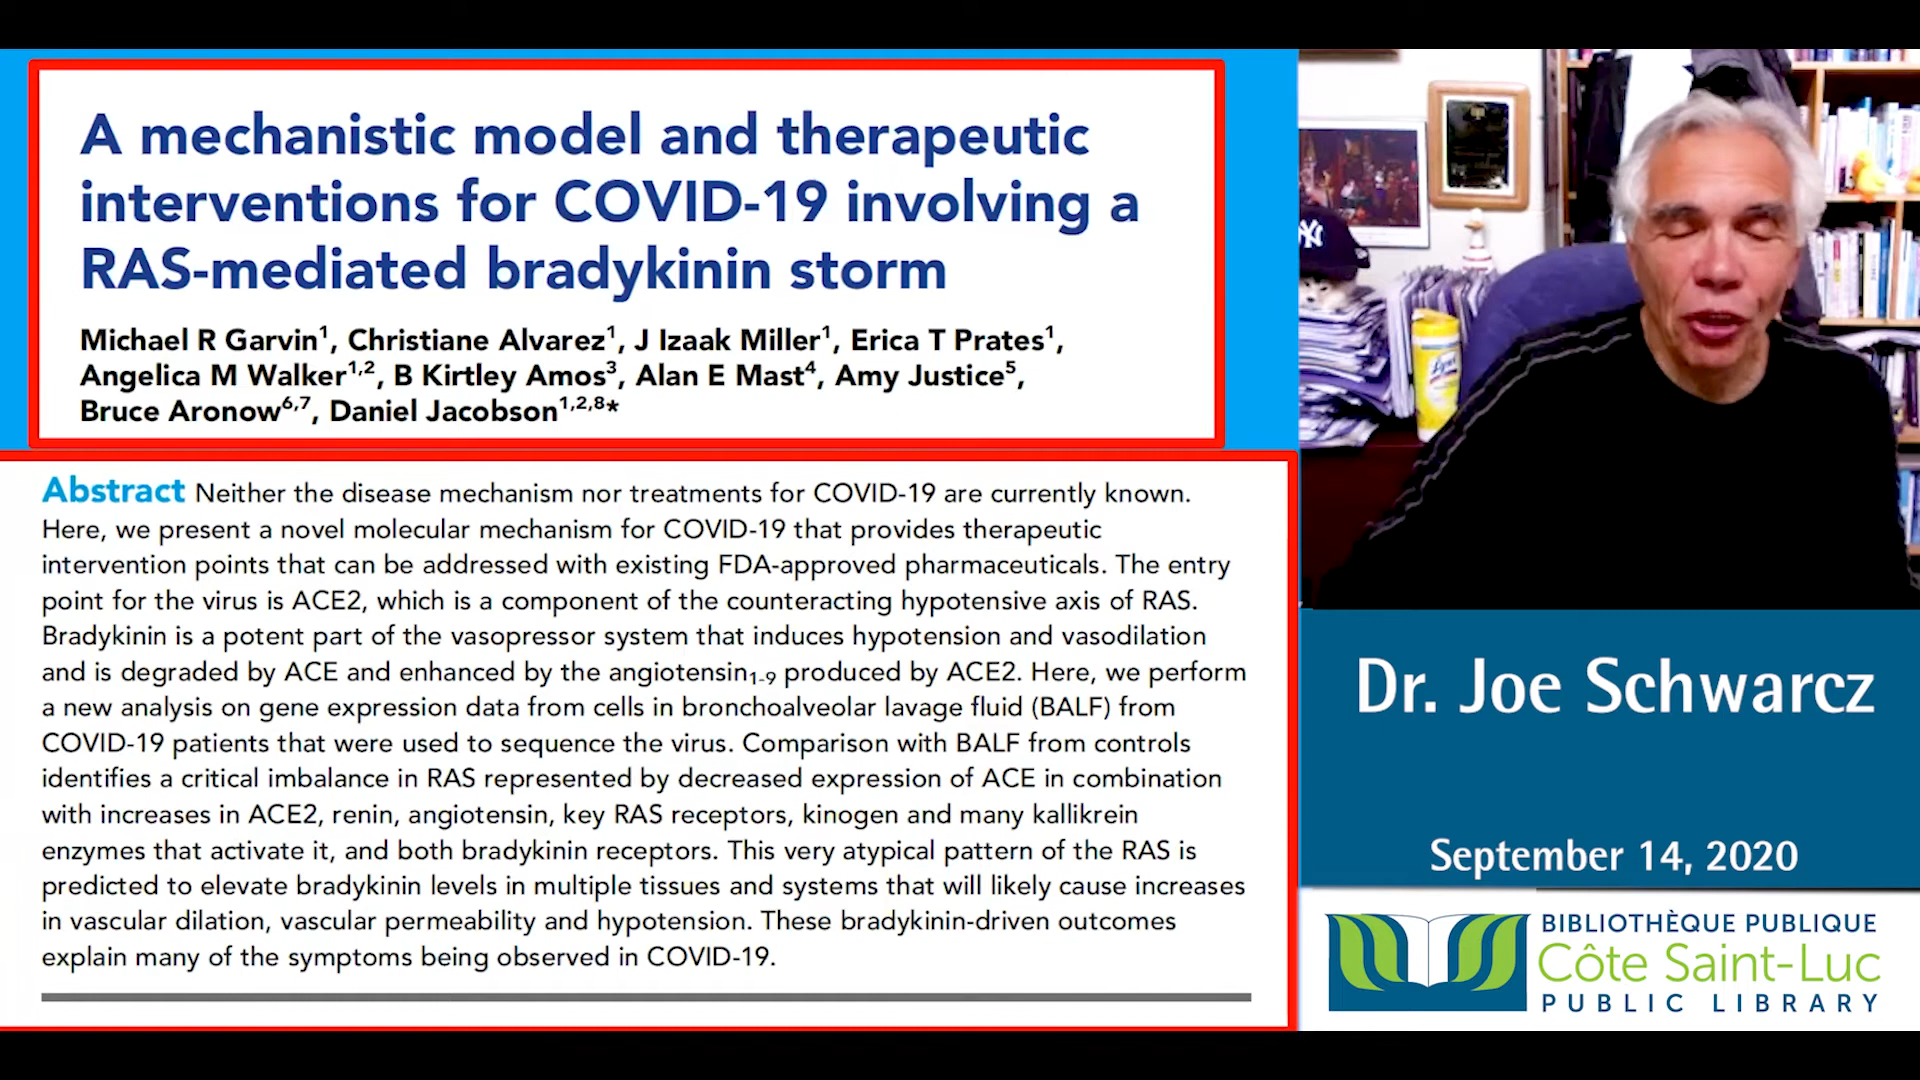 A mechanistic model and therapeutic
interventions for COVID-19 involving a
RAS-mediated bradykinin storm
Michael R Garvin1, Christiane Alvarez1, J Izaak Miller1, Erica T Prates1,
Angelica M Walker1,2, B Kirtley Amos3, Alan E Mast4, Amy Justice5,
Bruce Aronow6,7, Daniel Jacobson1,2,8*
Abstract Neither the disease mechanism nor treatments for COVID-19 are currently known.
Here, we present a novel molecular mechanism for COVID-19 that provides therapeutic
intervention points that can be addressed with existing FDA-approved pharmaceuticals. The entry
point for the virus is ACE2, which is a component of the counteracting hypotensive axis of RAS.
Bradykinin is a potent part of the vasopressor system that induces hypotension and vasodilation
and is degraded by ACE and enhanced by the angiotensin1-9 produced by ACE2. Here, we perform
a new analysis on gene expression data from cells in bronchoalveolar lavage fluid (BALF) from
COVID-19 patients that were used to sequence the virus. Comparison with BALF from controls
identifies a critical imbalance in RAS represented by decreased expression of ACE in combination
with increases in ACE2, renin, angiotensin, key RAS receptors, kinogen and many kallikrein
enzymes that activate it, and both bradykinin receptors. This very atypical pattern of the RAS is
predicted to elevate bradykinin levels in multiple tissues and systems that will likely cause increases
in vascular dilation, vascular permeability and hypotension. These bradykinin-driven outcomes
explain many of the symptoms being observed in COVID-19.
NY
Lysol
Dr. Joe Schwarcz
September 14, 2020
BIBLIOTHÈQUE PUBLIQUE
Côte Saint-Luc
PUBLIC LIBRARY